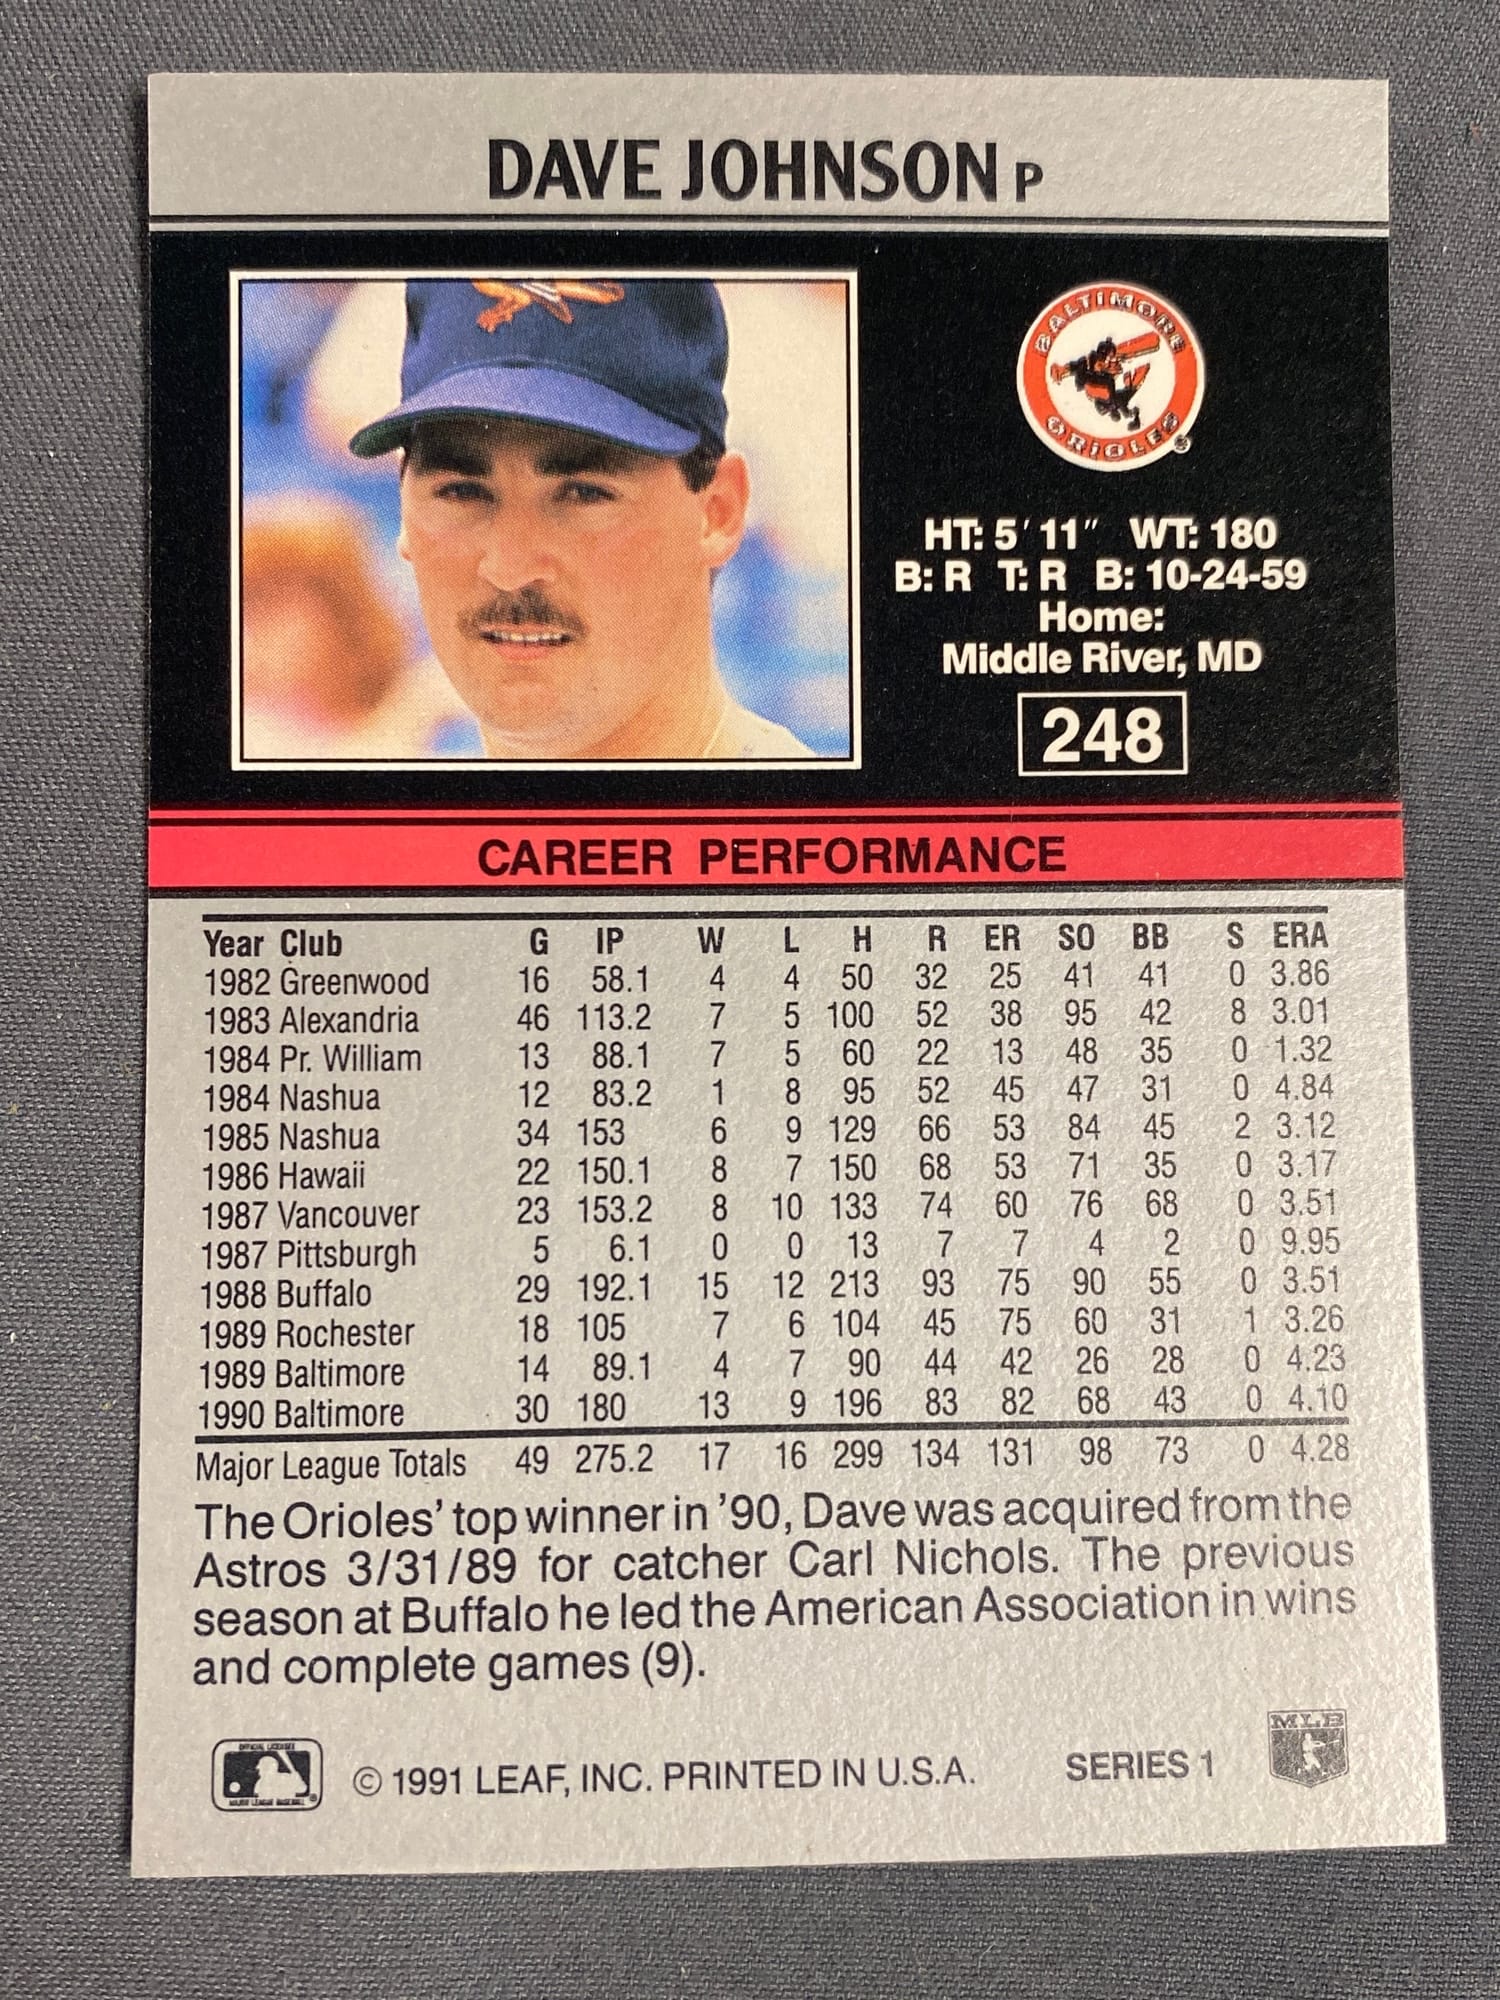 DAVE JOHNSON P
BALTIMORE
ORIOLES
HT: 5'11" WT: 180
B: R T: R B: 10-24-59
Home:
Middle River, MD
248
CAREER PERFORMANCE
Year Club G IP W L H R ER SO BB S ERA
1982 Greenwood 16 58.1 4 4 50 32 25 41 41 0 3.86
1983 Alexandria 46 113.2 7 5 100 52 38 95 42 8 3.01
1984 Pr. William 13 88.1 7 5 60 22 13 48 35 0 1.32
1984 Nashua 12 83.2 1 8 95 52 45 47 31 0 4.84
1985 Nashua 34 153 6 9 129 66 53 84 45 2 3.12
1986 Hawaii 22 150.1 8 7 150 68 53 71 35 0 3.17
1987 Vancouver 23 153.2 8 10 133 74 60 76 68 0 3.51
1987 Pittsburgh 5 6.1 0 0 13 7 7 4 2 0 9.95
1988 Buffalo 29 192.1 15 12 213 93 75 90 55 0 3.51
1989 Rochester 18 105 7 6 104 45 75 60 31 1 3.26
1989 Baltimore 14 89.1 4 7 90 44 42 26 28 0 4.23
1990 Baltimore 30 180 13 9 196 83 82 68 43 0 4.10
Major League Totals 49 275.2 17 16 299 134 131 98 73 0 4.28
The Orioles' top winner in '90, Dave was acquired from the
Astros 3/31/89 for catcher Carl Nichols. The previous
season at Buffalo he led the American Association in wins
and complete games (9).
MLB
© 1991 LEAF, INC. PRINTED IN U.S.A. SERIES 1